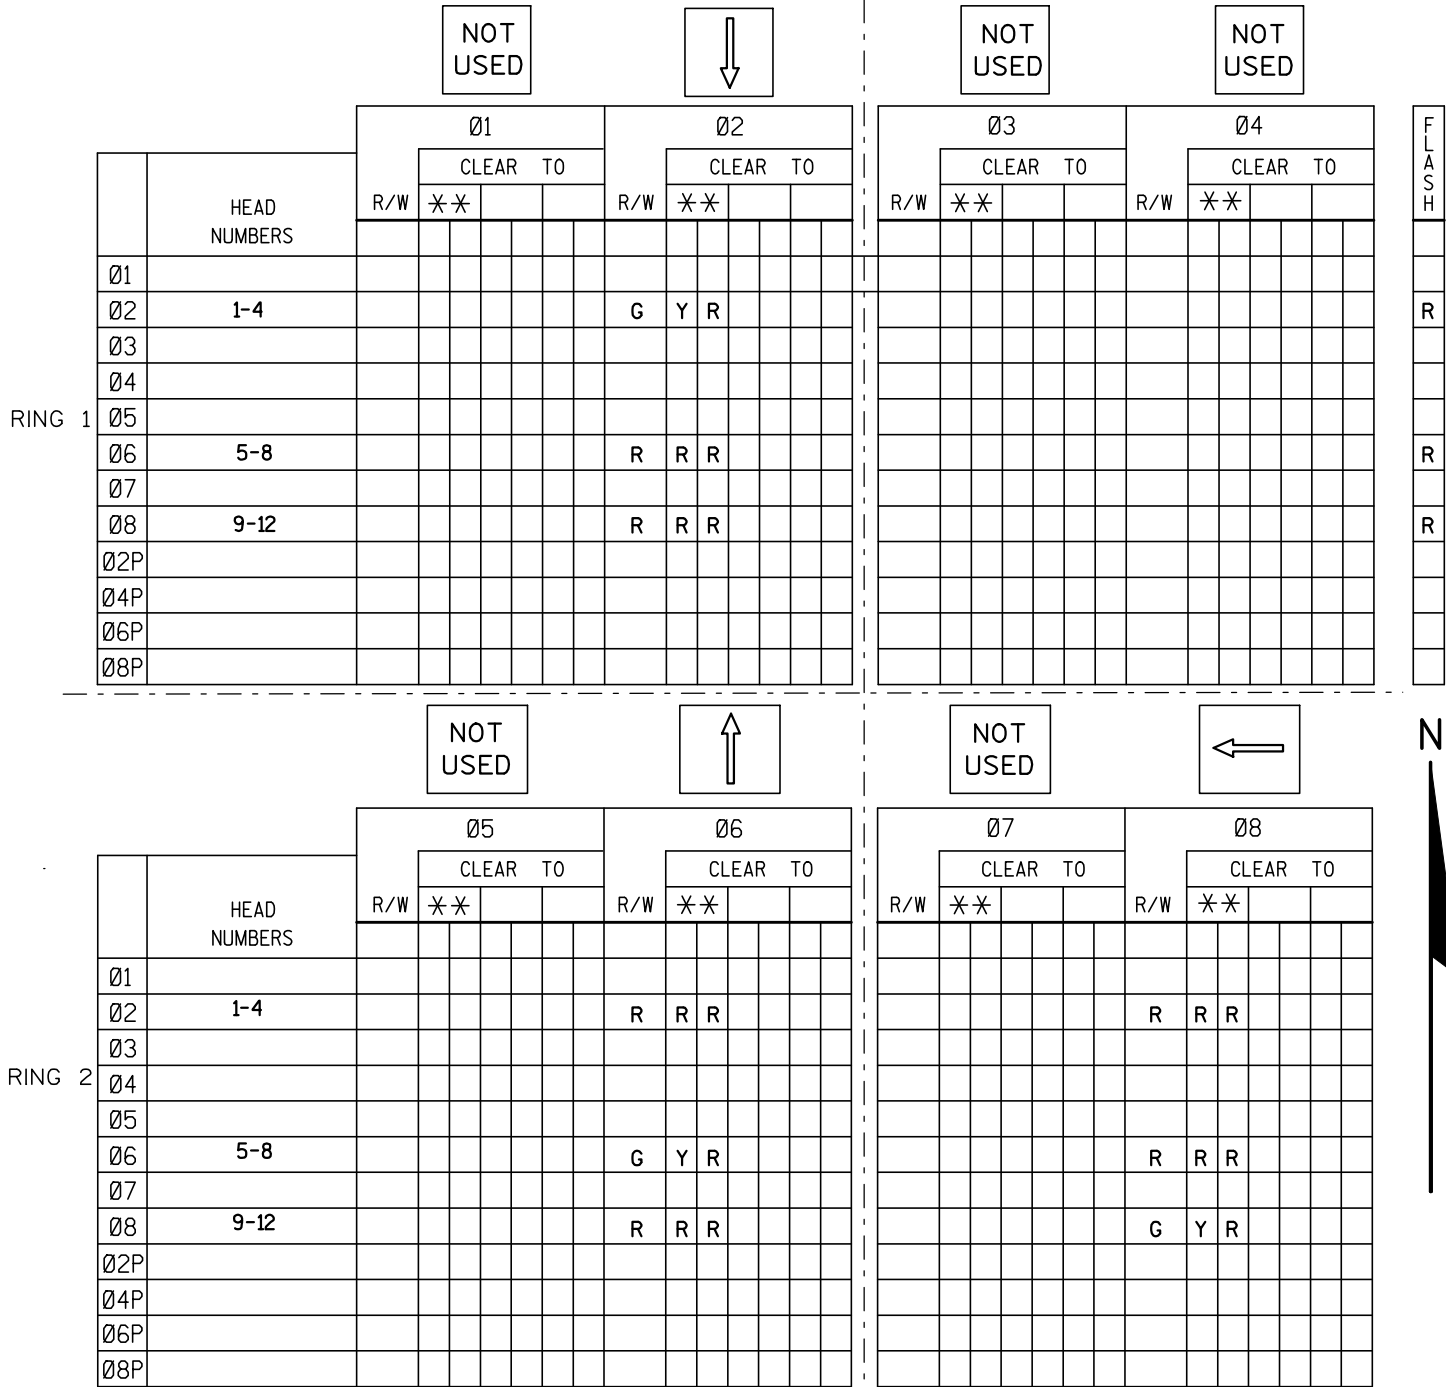 NOT USED
NOT USED
NOT USED
Ø1 Ø2 Ø3 Ø4
CLEAR TO CLEAR TO CLEAR TO CLEAR TO
HEAD NUMBERS
R/W ** R/W ** R/W ** R/W **
FLASH
RING 1
Ø1
Ø2 1-4 G Y R R
Ø3
Ø4
Ø5
Ø6 5-8 R R R R
Ø7
Ø8 9-12 R R R R
Ø2P
Ø4P
Ø6P
Ø8P
NOT USED
NOT USED
N
Ø5 Ø6 Ø7 Ø8
CLEAR TO CLEAR TO CLEAR TO CLEAR TO
HEAD NUMBERS
R/W ** R/W ** R/W ** R/W **
RING 2
Ø1
Ø2 1-4 R R R R R R
Ø3
Ø4
Ø5
Ø6 5-8 G Y R R R R
Ø7
Ø8 9-12 R R R G Y R
Ø2P
Ø4P
Ø6P
Ø8P